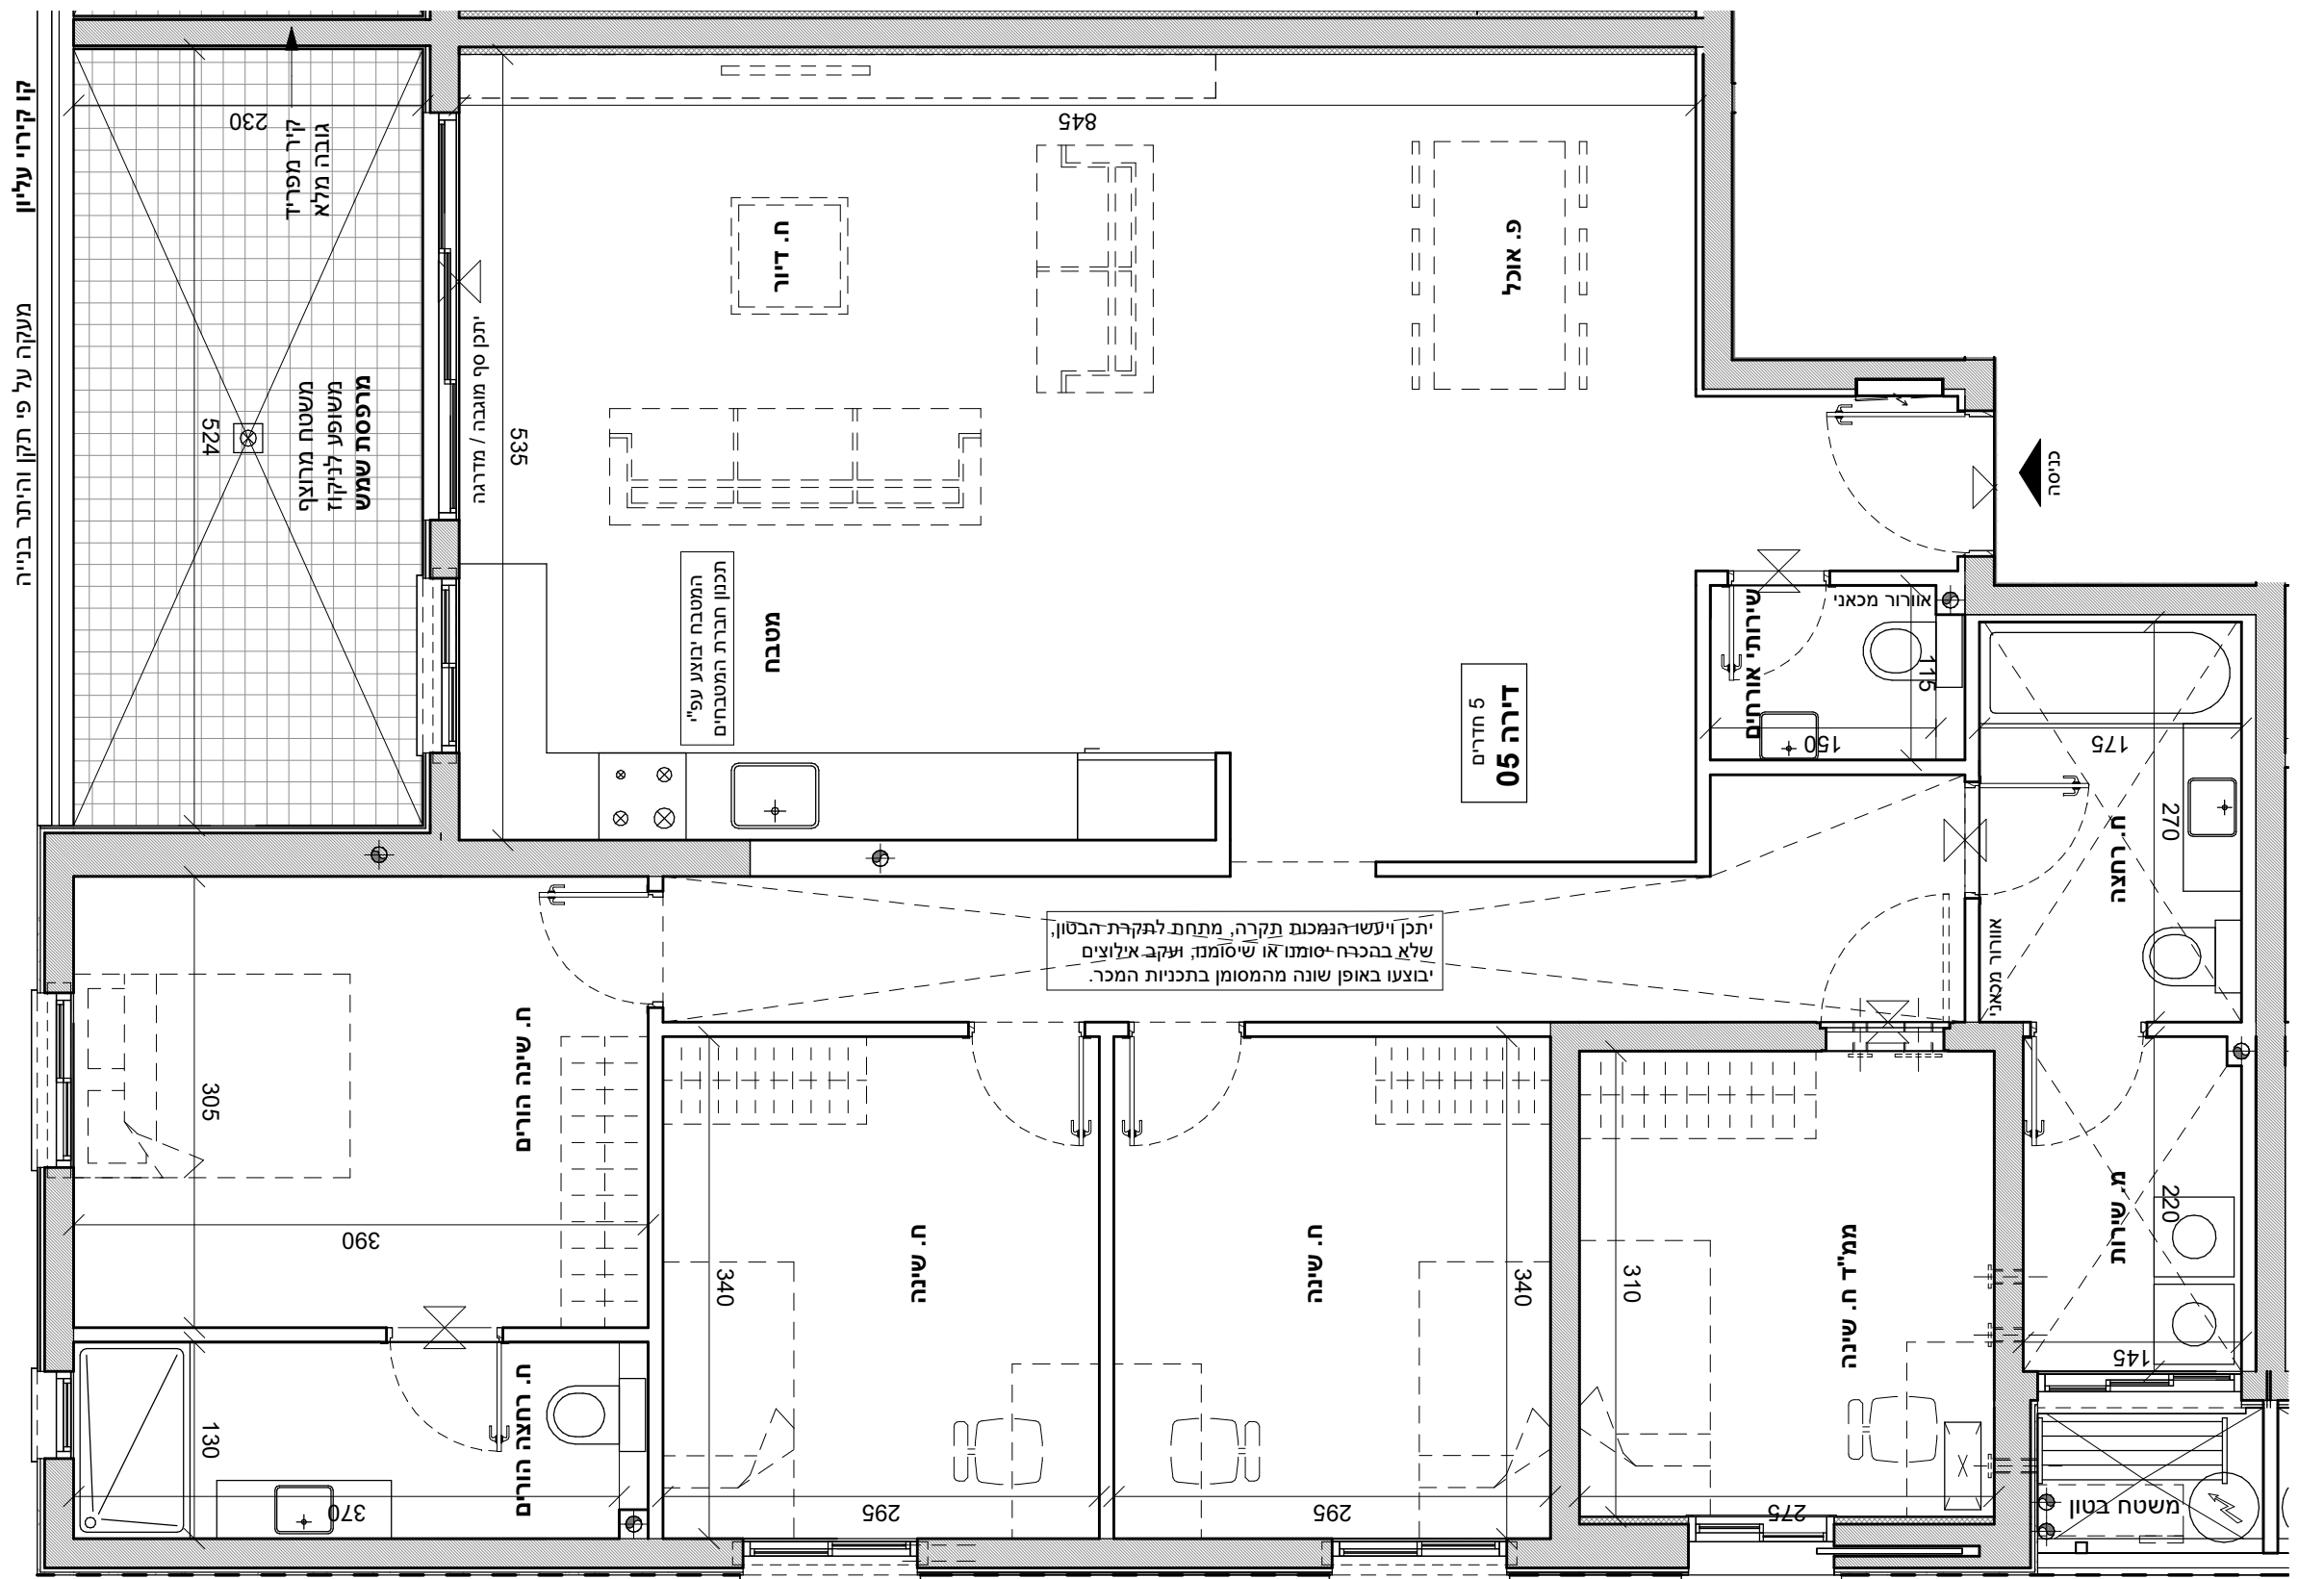 קו קירוי עליון
מעקה על פי תקן והיתר בנייה
230
קיר מפריד
גובה מלא
524
מרפסת שמש
משופע לניקוז
משטח מרוצף
יתכן סף מוגבה / מדרגה
535
845
ח. דיור
פ. אוכל
כניסה
מטבח
המטבח יבוצע עפ"י
תכנון חברת המטבחים
דירה 05
5 חדרים
שירותי אורחים
אוורור מכאני
115
150
175
270
ח. רחצה
אוורור מכאני
יתכן ויעשו הנמכות תקרה, מתחת לתקרת הבטון,
שלא בהכרח יסומנו או שיסומנו, ועקב אילוצים
יבוצעו באופן שונה מהמסומן בתכניות המכר.
ח. שינה הורים
305
390
ח. רחצה הורים
130
370
ח. שינה
340
295
ח. שינה
340
295
ממ"ד ח. שינה
310
275
מ. שירות
220
145
משטח בטון